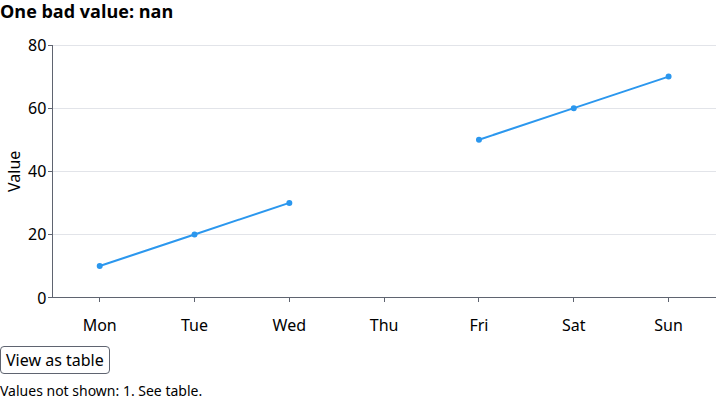 One bad value: nan
80
60
40
20
0
Value
Mon Tue Wed Thu Fri Sat Sun
View as table
Values not shown: 1. See table.